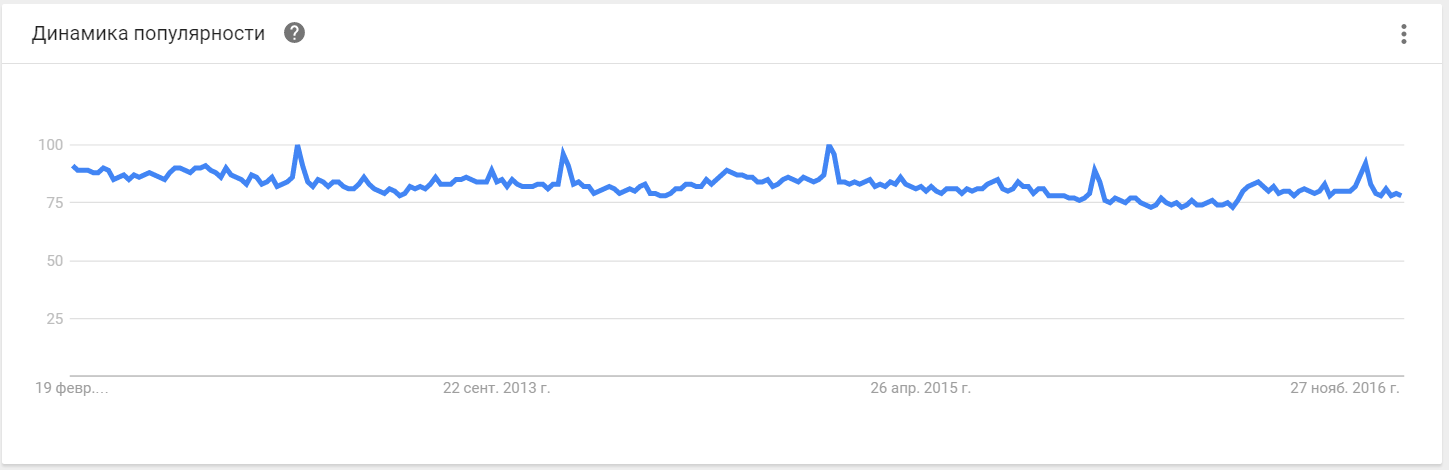 Динамика популярности ?
100
75
50
25
19 февр.…
22 сент. 2013 г.
26 апр. 2015 г.
27 нояб. 2016 г.